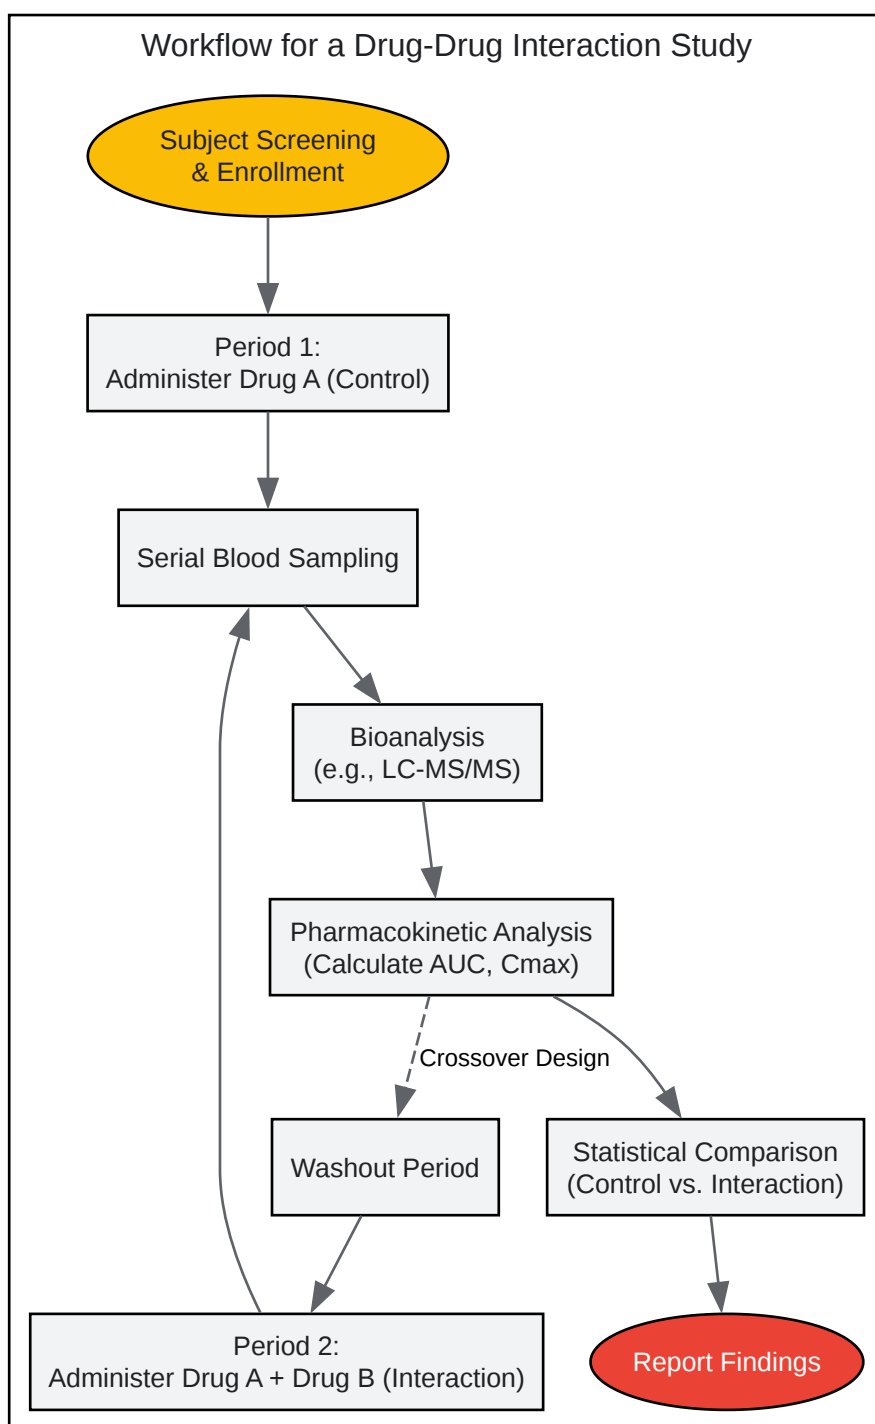 Workflow for a Drug-Drug Interaction Study
Subject Screening
& Enrollment
Period 1:
Administer Drug A (Control)
Serial Blood Sampling
Bioanalysis
(e.g., LC-MS/MS)
Pharmacokinetic Analysis
(Calculate AUC, Cmax)
Crossover Design
Washout Period
Statistical Comparison
(Control vs. Interaction)
Period 2:
Administer Drug A + Drug B (Interaction)
Report Findings